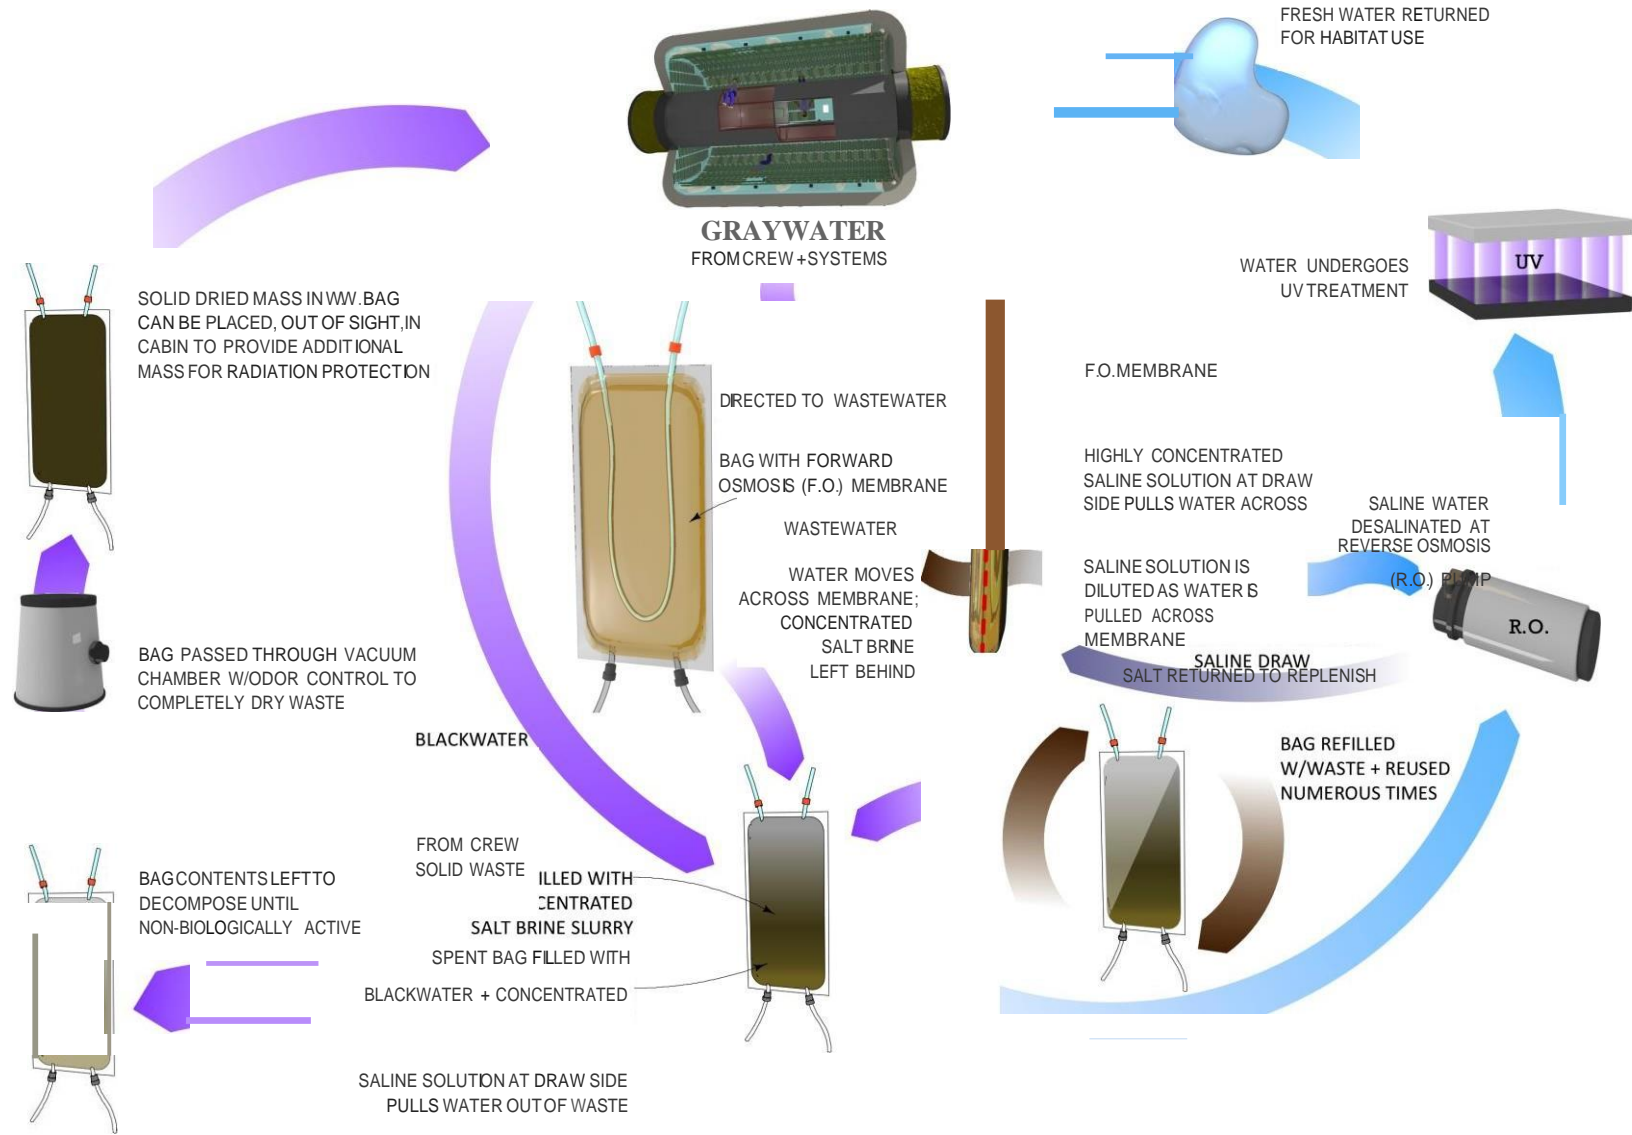 FRESH WATER RETURNED
FOR HABITAT USE
GRAYWATER
FROM CREW + SYSTEMS
WATER UNDERGOES
UV TREATMENT
UV
SOLID DRIED MASS IN WW. BAG
CAN BE PLACED, OUT OF SIGHT, IN
CABIN TO PROVIDE ADDITIONAL
MASS FOR RADIATION PROTECTION
DIRECTED TO WASTEWATER
BAG WITH FORWARD
OSMOSIS (F.O.) MEMBRANE
WASTEWATER
WATER MOVES
ACROSS MEMBRANE;
CONCENTRATED
SALT BRINE
LEFT BEHIND
F.O. MEMBRANE
HIGHLY CONCENTRATED
SALINE SOLUTION AT DRAW
SIDE PULLS WATER ACROSS
SALINE SOLUTION IS
DILUTED AS WATER IS
PULLED ACROSS
MEMBRANE
SALINE WATER
DESALINATED AT
REVERSE OSMOSIS
(R.O.) PUMP
R.O.
SALINE DRAW
SALT RETURNED TO REPLENISH
BAG PASSED THROUGH VACUUM
CHAMBER W/ODOR CONTROL TO
COMPLETELY DRY WASTE
BLACKWATER
BAG REFILLED
W/WASTE + REUSED
NUMEROUS TIMES
FROM CREW
SOLID WASTE
ILLED WITH
CENTRATED
SALT BRINE SLURRY
SPENT BAG FILLED WITH
BLACKWATER + CONCENTRATED
BAG CONTENTS LEFT TO
DECOMPOSE UNTIL
NON-BIOLOGICALLY ACTIVE
SALINE SOLUTION AT DRAW SIDE
PULLS WATER OUT OF WASTE